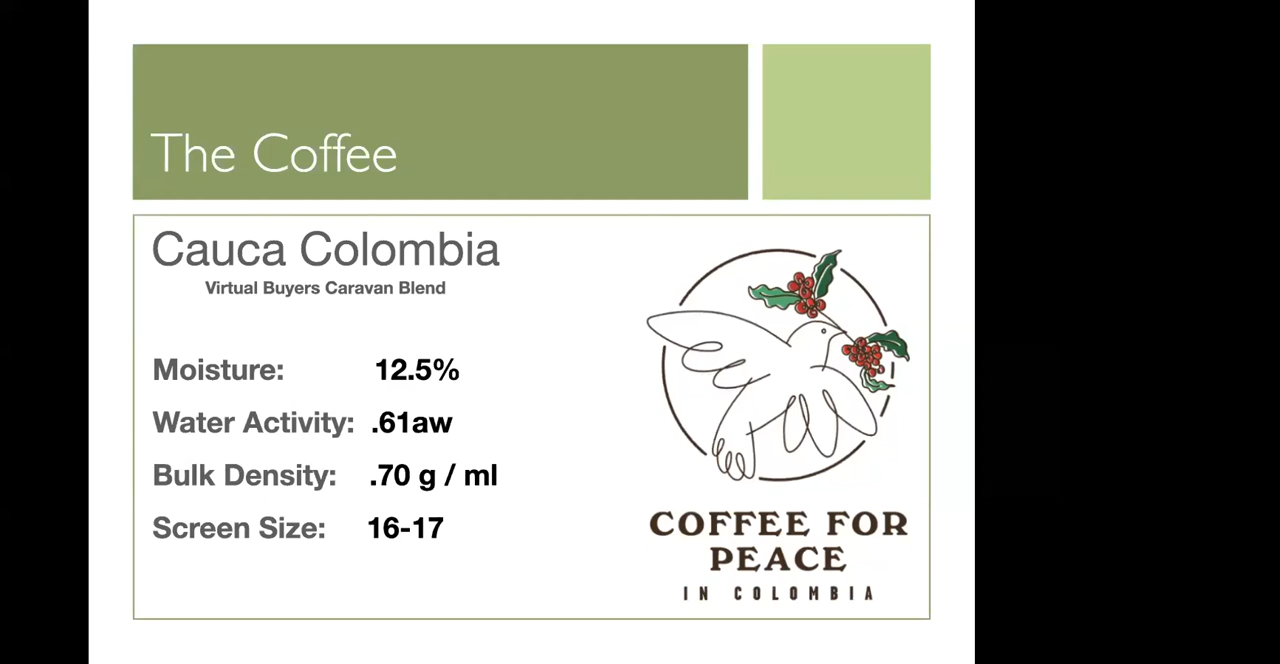 The Coffee
Cauca Colombia
Virtual Buyers Caravan Blend
Moisture: 12.5%
Water Activity: .61aw
Bulk Density: .70 g / ml
Screen Size: 16-17
COFFEE FOR
PEACE
IN COLOMBIA